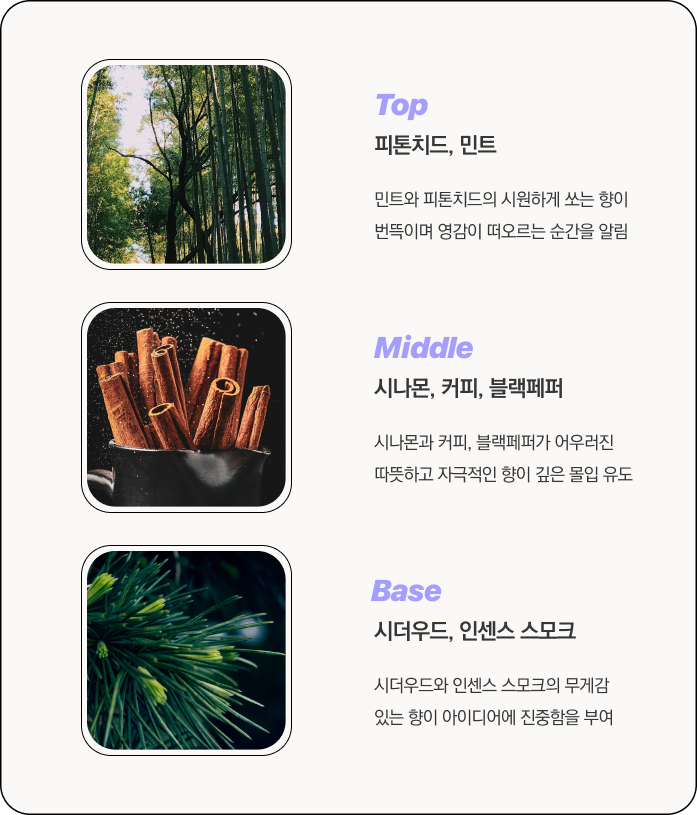 Top
피톤치드, 민트
민트와 피톤치드의 시원하게 쏘는 향이
번뜩이며 영감이 떠오르는 순간을 알림
Middle
시나몬, 커피, 블랙페퍼
시나몬과 커피, 블랙페퍼가 어우러진
따뜻하고 자극적인 향이 깊은 몰입 유도
Base
시더우드, 인센스 스모크
시더우드와 인센스 스모크의 무게감
있는 향이 아이디어에 진중함을 부여